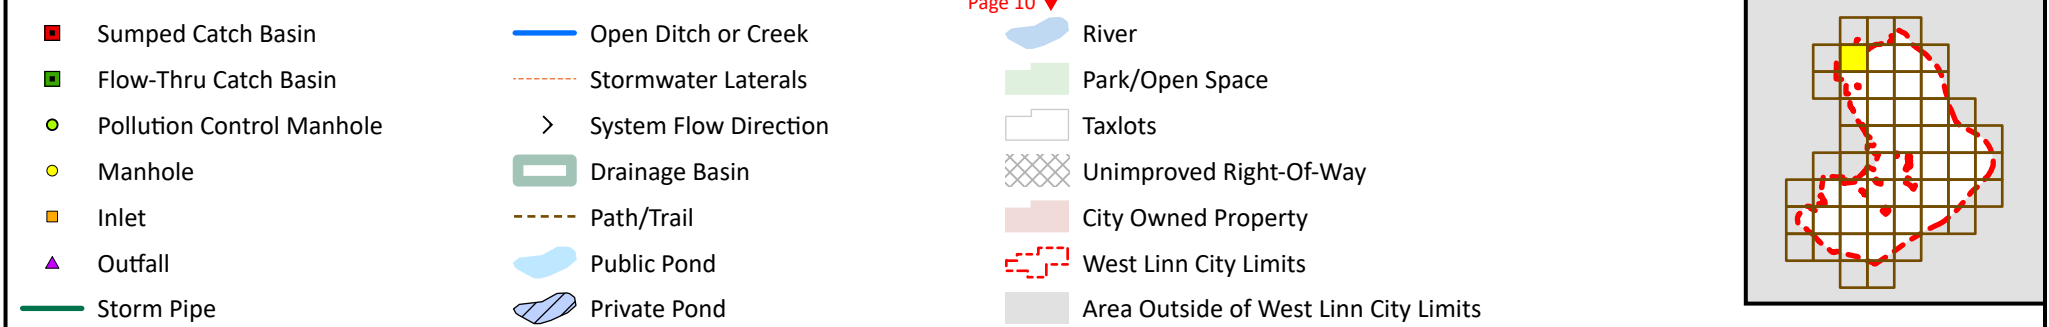 Page 10
Sumped Catch Basin
Flow-Thru Catch Basin
Pollution Control Manhole
Manhole
Inlet
Outfall
Storm Pipe
Open Ditch or Creek
Stormwater Laterals
System Flow Direction
Drainage Basin
Path/Trail
Public Pond
Private Pond
River
Park/Open Space
Taxlots
Unimproved Right-Of-Way
City Owned Property
West Linn City Limits
Area Outside of West Linn City Limits